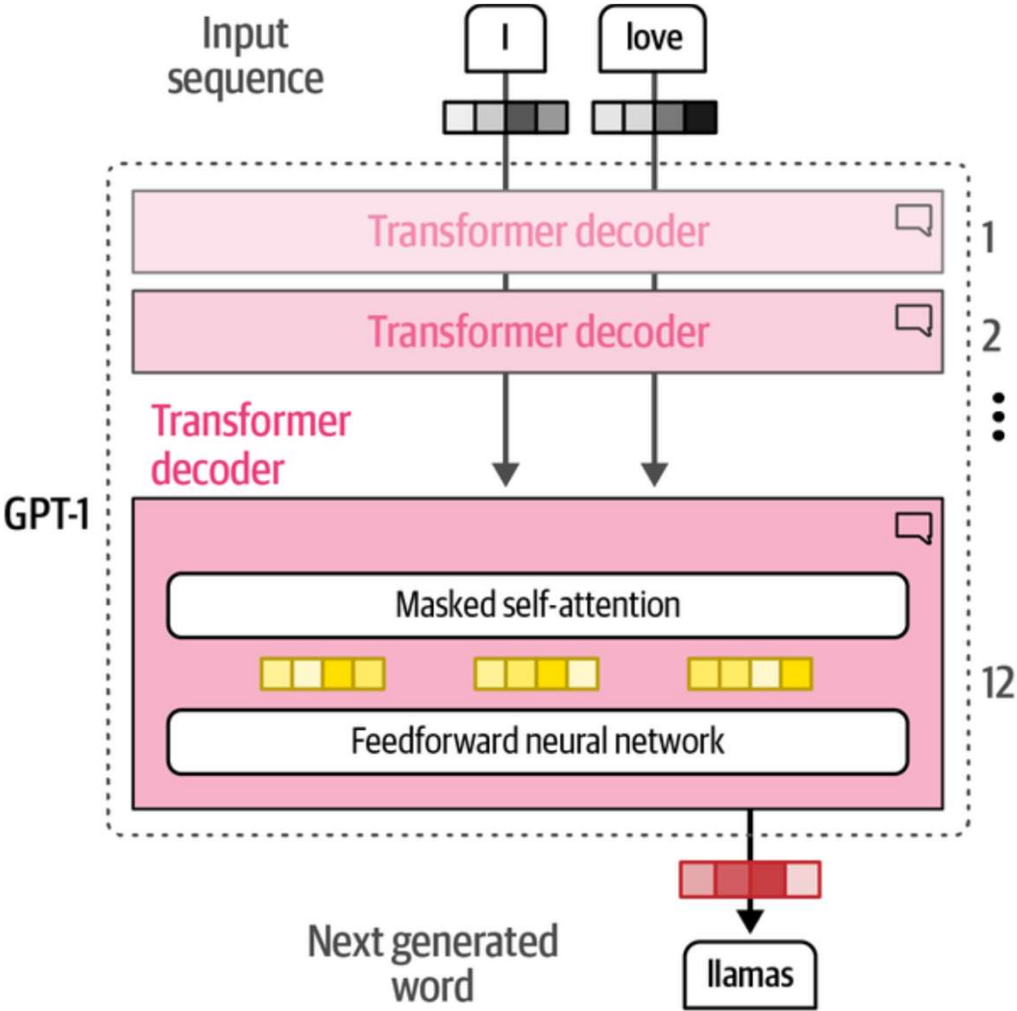 Input
sequence
I
love
Transformer decoder
1
Transformer decoder
2
Transformer
decoder
GPT-1
Masked self-attention
12
Feedforward neural network
Next generated
word
llamas